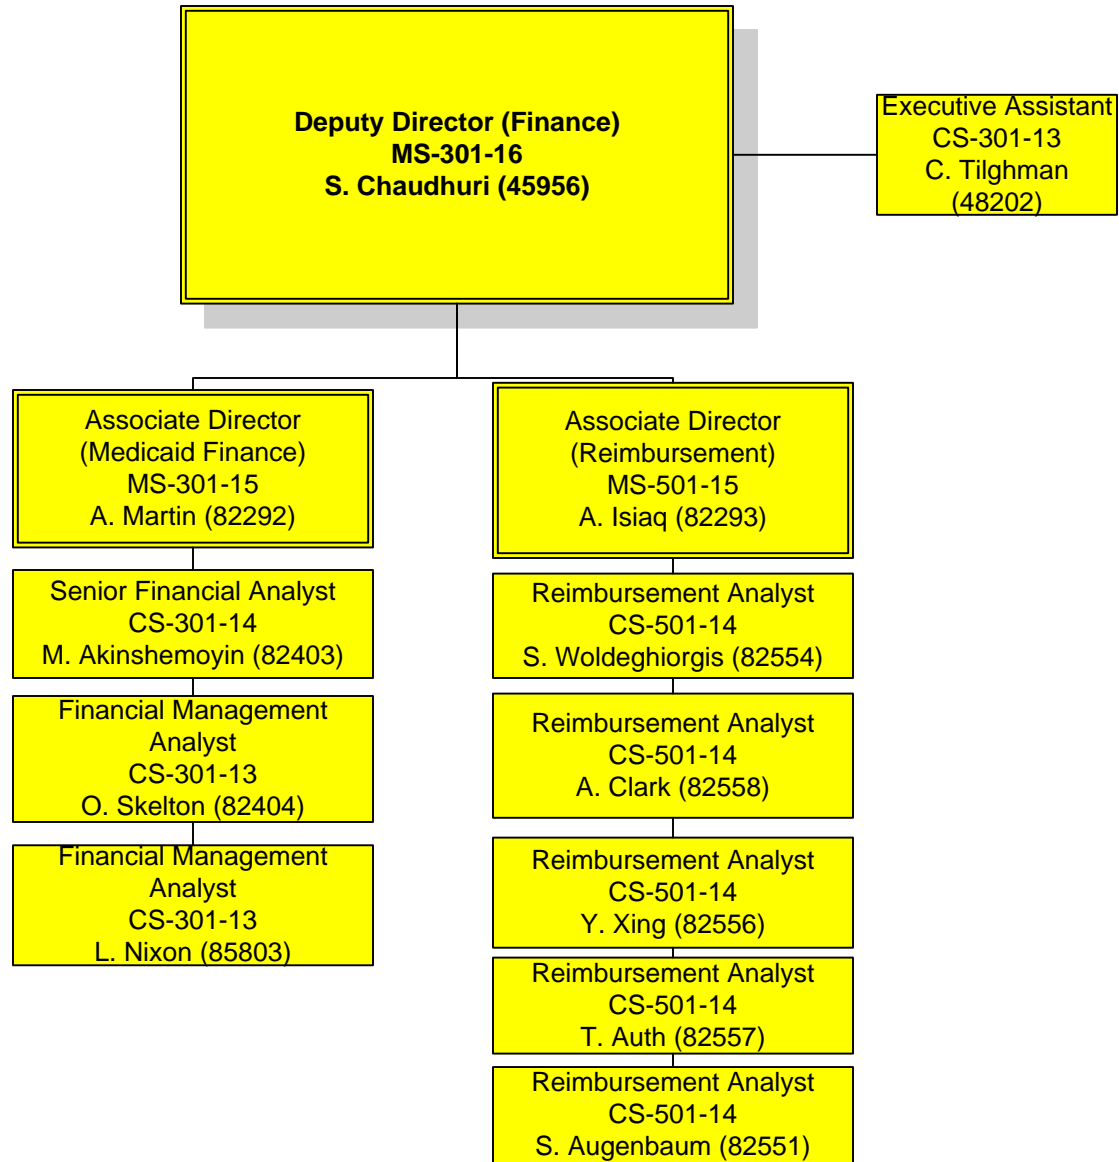 Deputy Director (Finance)
MS-301-16
S. Chaudhuri (45956)
Executive Assistant
CS-301-13
C. Tilghman
(48202)
Associate Director
(Medicaid Finance)
MS-301-15
A. Martin (82292)
Senior Financial Analyst
CS-301-14
M. Akinshemoyin (82403)
Financial Management
Analyst
CS-301-13
O. Skelton (82404)
Financial Management
Analyst
CS-301-13
L. Nixon (85803)
Associate Director
(Reimbursement)
MS-501-15
A. Isiaq (82293)
Reimbursement Analyst
CS-501-14
S. Woldeghiorgis (82554)
Reimbursement Analyst
CS-501-14
A. Clark (82558)
Reimbursement Analyst
CS-501-14
Y. Xing (82556)
Reimbursement Analyst
CS-501-14
T. Auth (82557)
Reimbursement Analyst
CS-501-14
S. Augenbaum (82551)